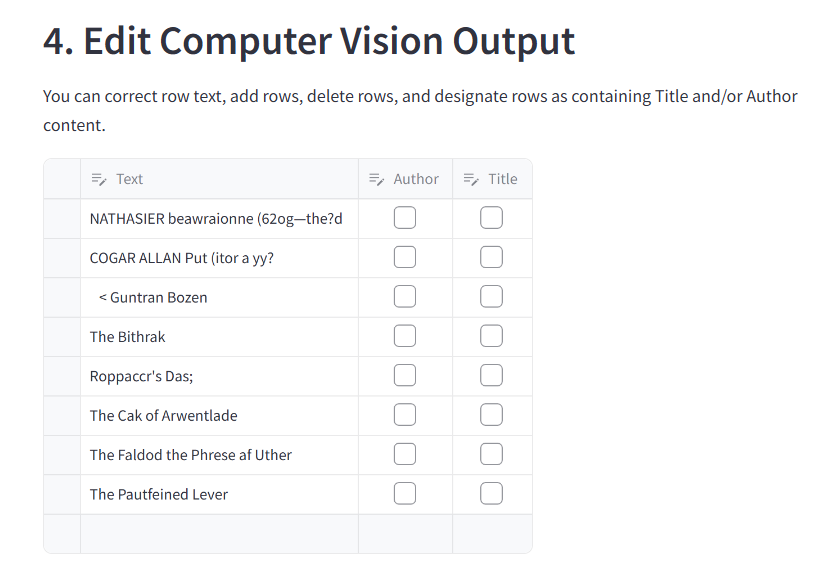 4. Edit Computer Vision Output
You can correct row text, add rows, delete rows, and designate rows as containing Title and/or Author
content.
Text Author Title
NATHASIER beawraionne (62og—the?d
COGAR ALLAN Put (itor a yy?
< Guntran Bozen
The Bithrak
Roppaccr's Das;
The Cak of Arwentlade
The Faldod the Phrese af Uther
The Pautfeined Lever